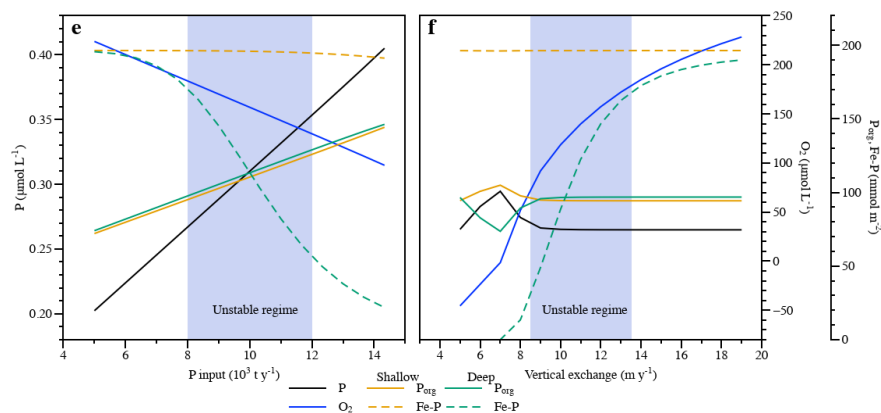 e
f
0.40
0.35
0.30
0.25
0.20
P
(μmol L-1)
Unstable regime
4 6 8 10 12 14
P input (10³ t y-1)
Unstable regime
4 6 8 10 12 14 16 18 20
Vertical exchange (m y-1)
250
200
150
100
50
0
−50
O2
(μmol L-1)
200
150
100
50
0
Porg,Fe-P (mmol m-2)
Shallow Deep
P Porg Porg
O2 Fe-P Fe-P